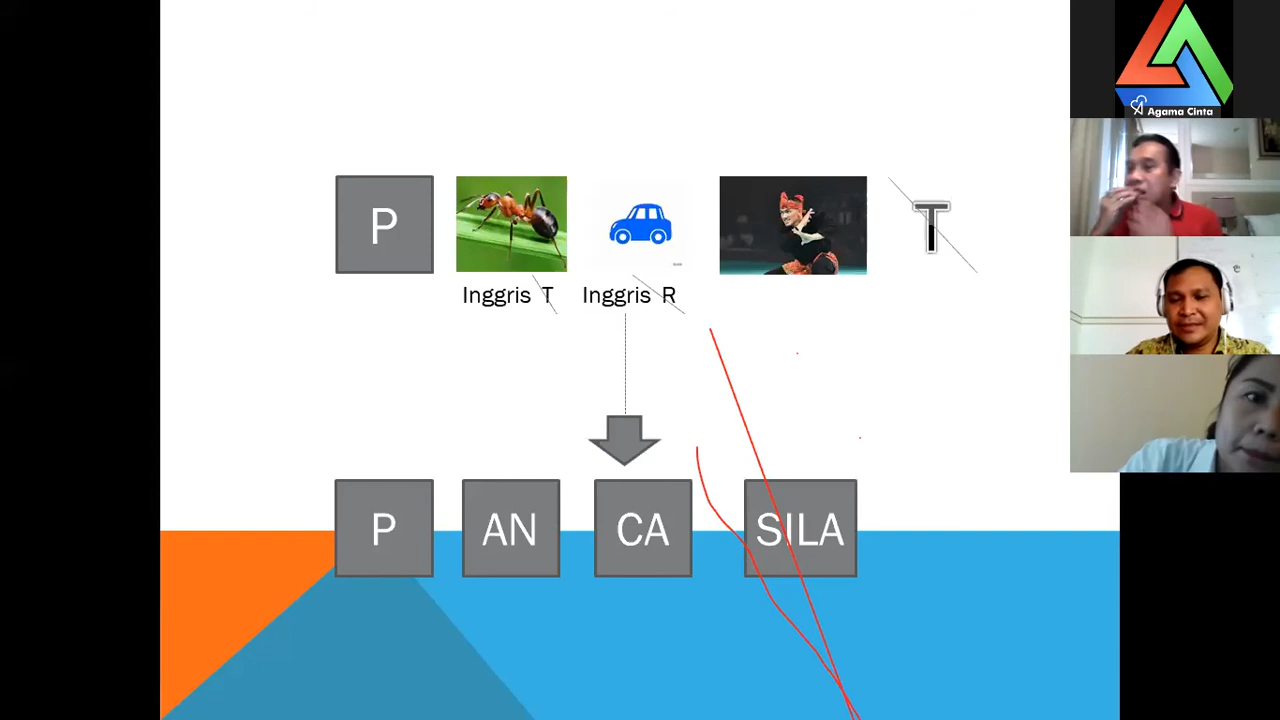 Agama Cinta
P
T
Inggris T
Inggris R
P AN CA SILA